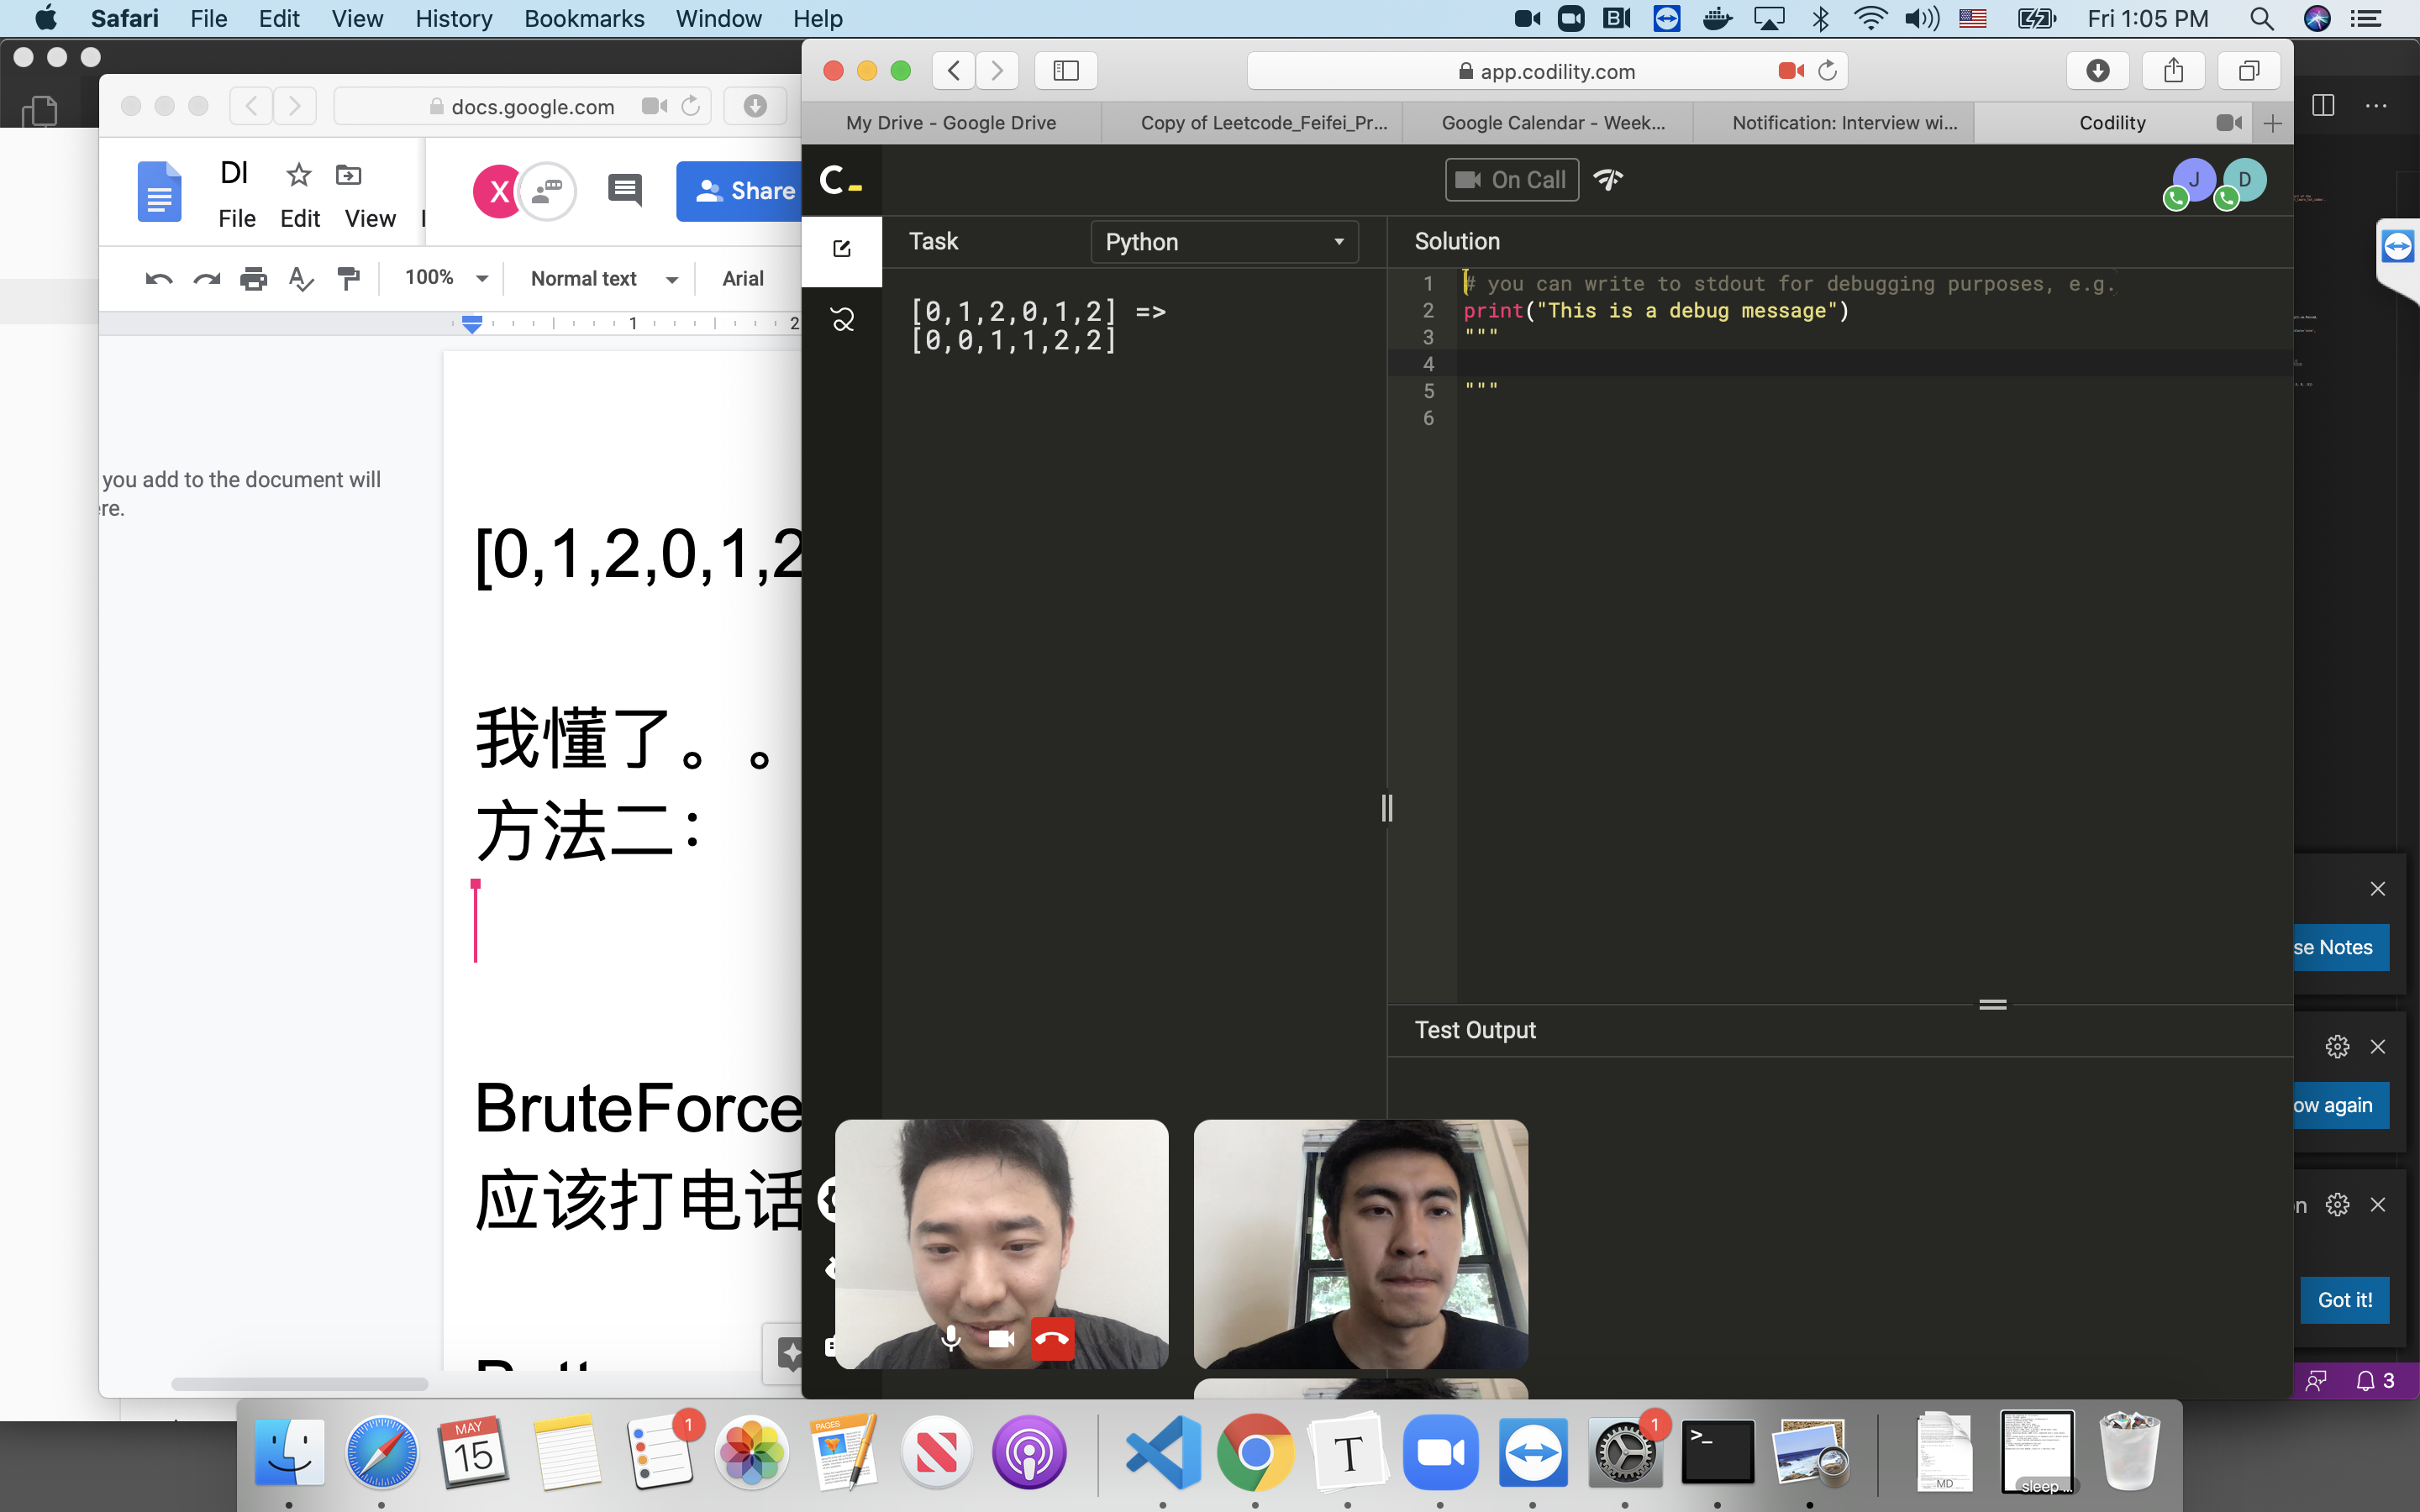 Safari File Edit View History Bookmarks Window Help
Fri 1:05 PM
docs.google.com
DI
File Edit View
X
Share
100% Normal text Arial
1 2
you add to the document will
[0,1,2,0,1,2
我懂了。。
方法二：
BruteForce
应该打电话
app.codility.com
My Drive - Google Drive
Copy of Leetcode_Feifei_Pr...
Google Calendar - Week...
Notification: Interview wi...
Codility
C_
On Call
J D
Task
Python
Solution
[0,1,2,0,1,2] =>
[0,0,1,1,2,2]
1 # you can write to stdout for debugging purposes, e.g.
2 print("This is a debug message")
3 """
4
5 """
6
Test Output
se Notes
ow again
Got it!
3
MAY
15
1
PAGES
T
1
>_
MD
sleep ...